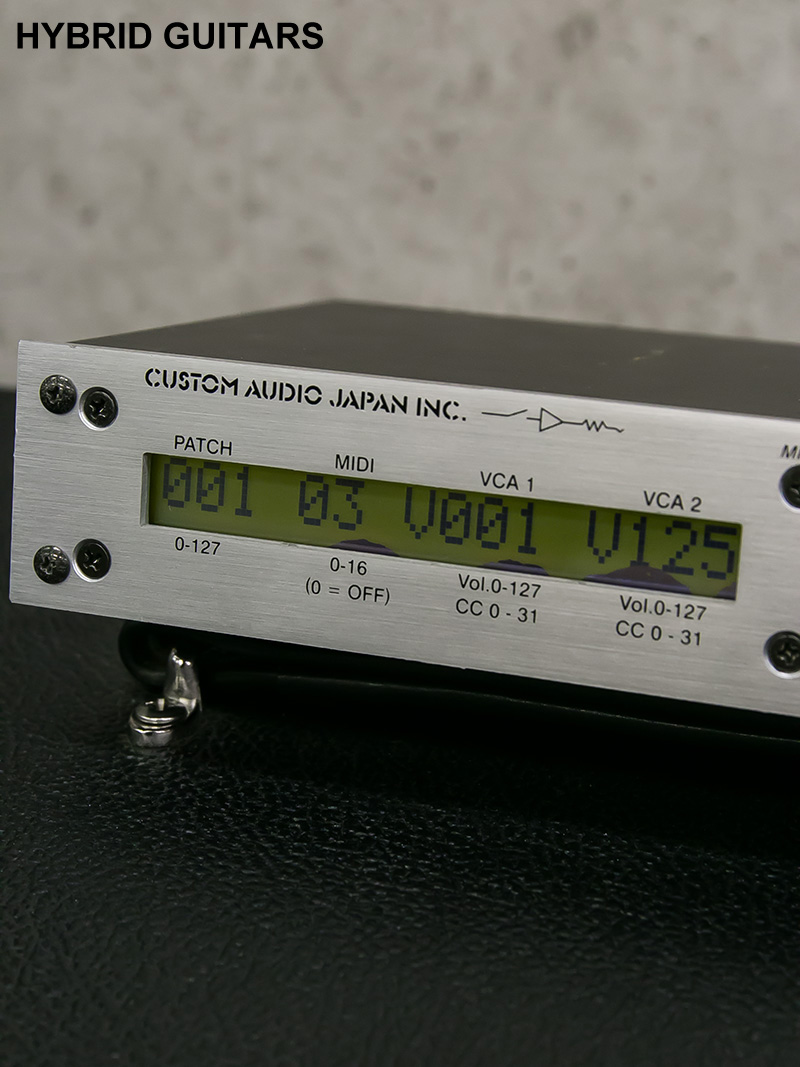 HYBRID GUITARS
CUSTOM AUDIO JAPAN INC.
PATCH MIDI VCA 1 VCA 2
001 03 V001 V125
0-127 0-16 Vol.0-127 Vol.0-127
(0 = OFF) CC 0 - 31 CC 0 - 31